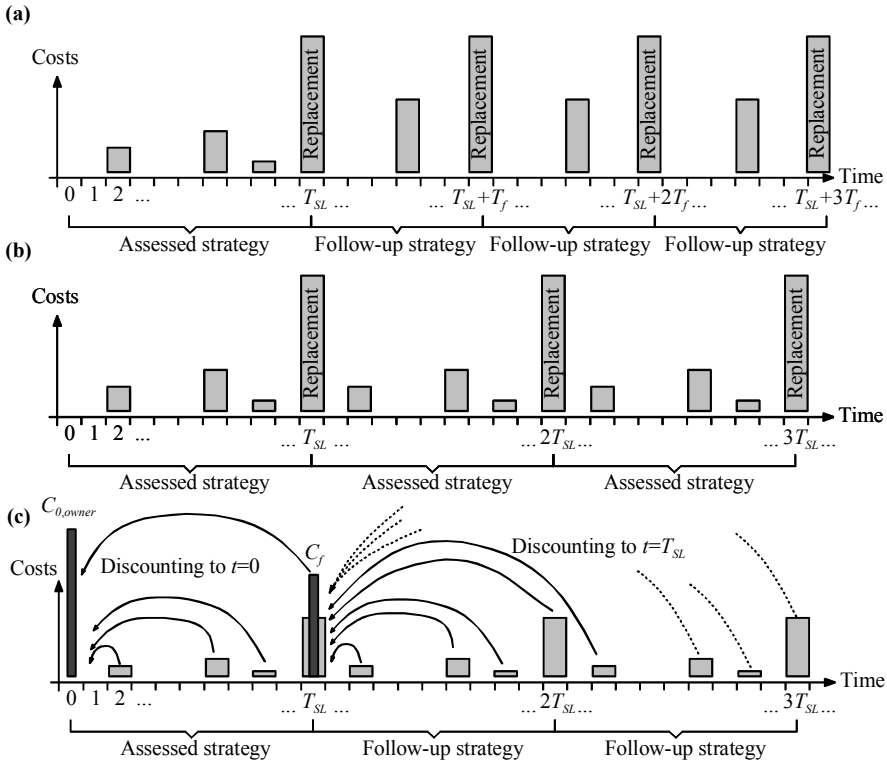 (a)
Costs
Replacement
Replacement
Replacement
Replacement
Time
0 1 2 ... ... T_SL ... ... T_SL+T_f ... ... T_SL+2T_f ... ... T_SL+3T_f ...
Assessed strategy Follow-up strategy Follow-up strategy Follow-up strategy
(b)
Costs
Replacement
Replacement
Replacement
Time
0 1 2 ... ... T_SL ... ...2T_SL... ... 3T_SL...
Assessed strategy Assessed strategy Assessed strategy
(c)
C_0,owner
Costs
Discounting to t=0
C_f
Discounting to t=T_SL
Time
0 1 2 ... ... T_SL ... ...2T_SL... ... 3T_SL...
Assessed strategy Follow-up strategy Follow-up strategy